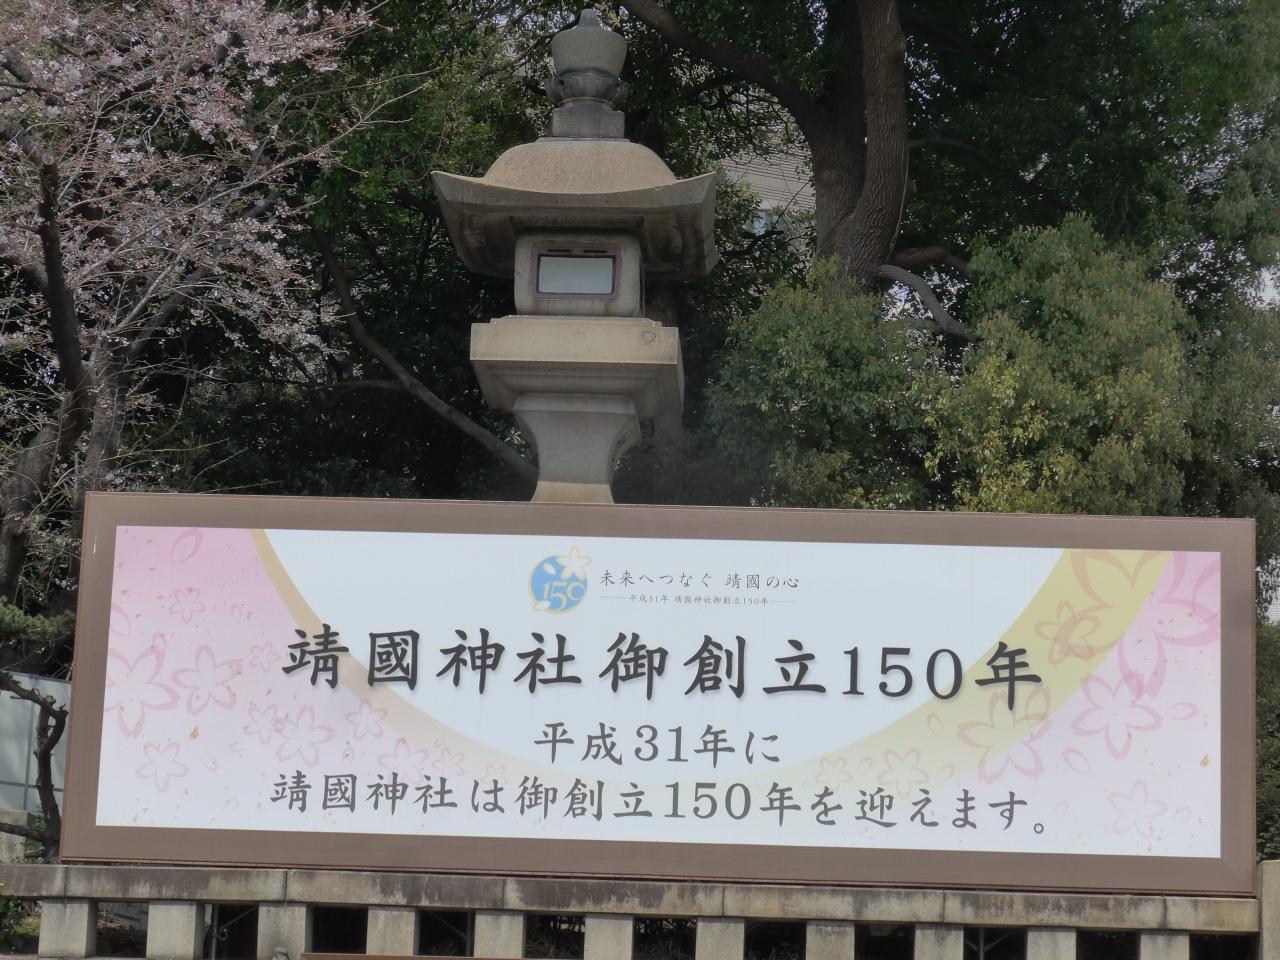 150
未来へつなぐ 靖國の心
平成31年 靖國神社御創立150年
靖國神社御創立150年
平成31年に
靖國神社は御創立150年を迎えます。